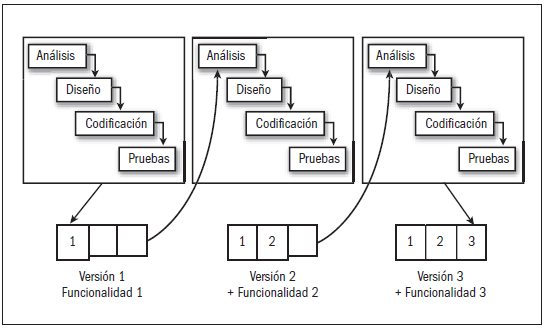 Análisis
Diseño
Codificación
Pruebas
Análisis
Diseño
Codificación
Pruebas
Análisis
Diseño
Codificación
Pruebas
1
1 2
1 2 3
Versión 1
Funcionalidad 1
Versión 2
+ Funcionalidad 2
Versión 3
+ Funcionalidad 3